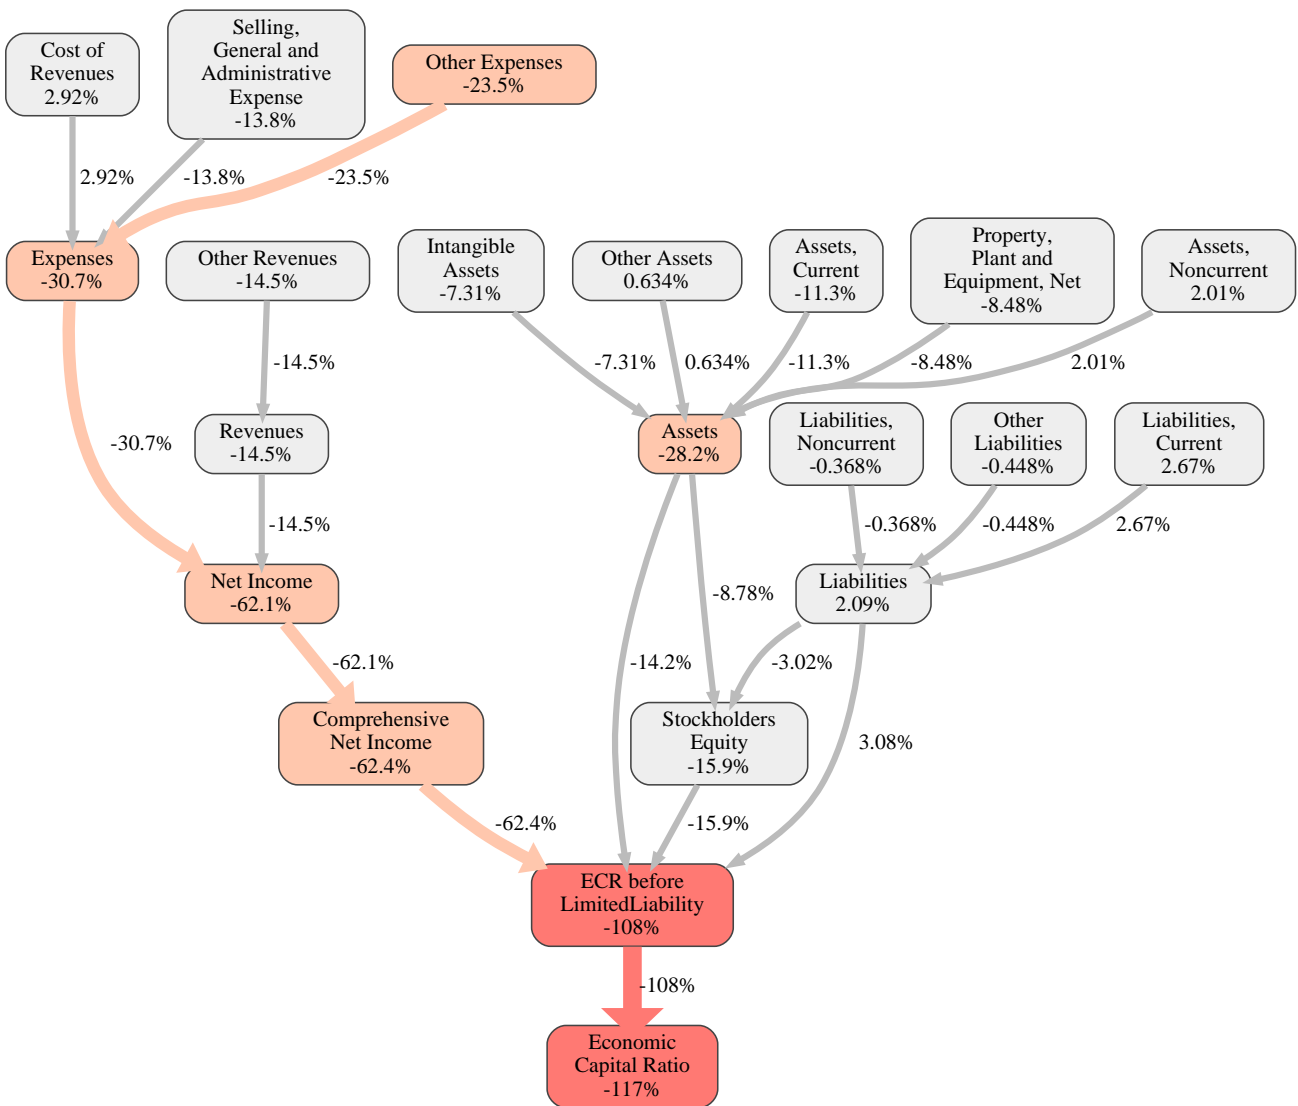 Cost of
Revenues
2.92%
Selling,
General and
Administrative
Expense
-13.8%
Other Expenses
-23.5%
2.92%
-13.8%
-23.5%
Expenses
-30.7%
Other Revenues
-14.5%
Intangible
Assets
-7.31%
Other Assets
0.634%
Assets,
Current
-11.3%
Property,
Plant and
Equipment, Net
-8.48%
Assets,
Noncurrent
2.01%
-14.5%
-7.31%
0.634%
-11.3%
-8.48%
2.01%
-30.7%
Revenues
-14.5%
Assets
-28.2%
Liabilities,
Noncurrent
-0.368%
Other
Liabilities
-0.448%
Liabilities,
Current
2.67%
-14.5%
-0.368%
-0.448%
2.67%
Net Income
-62.1%
-8.78%
Liabilities
2.09%
-62.1%
-14.2%
-3.02%
3.08%
Comprehensive
Net Income
-62.4%
Stockholders
Equity
-15.9%
-62.4%
-15.9%
ECR before
LimitedLiability
-108%
-108%
Economic
Capital Ratio
-117%